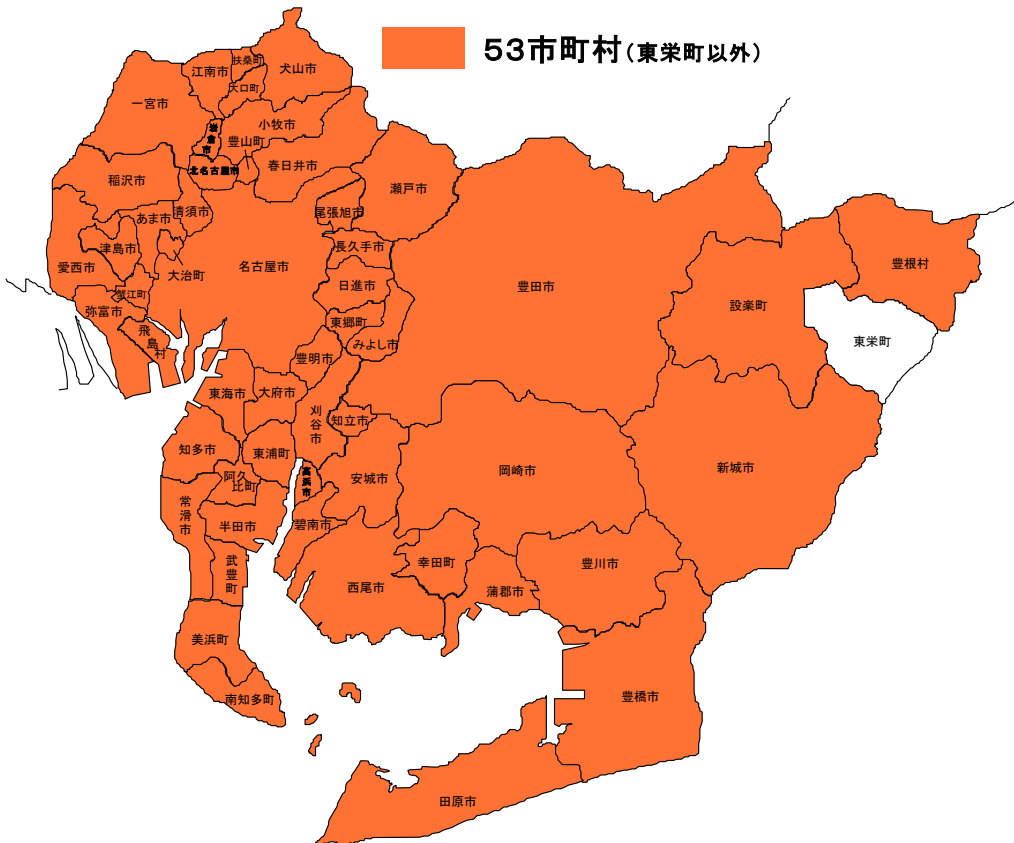 53市町村(東栄町以外)
扶桑町
犬山市
江南市
大口町
一宮市
小牧市
岩倉市
豊山町
春日井市
北名古屋市
稲沢市
瀬戸市
尾張旭市
あま市
清須市
津島市
長久手市
豊根村
愛西市
大治町
名古屋市
日進市
豊田市
蟹江町
設楽町
弥富市
東郷町
飛島村
みよし市
東栄町
豊明市
東海市
大府市
刈谷市
知立市
知多市
東浦町
岡崎市
新城市
阿久比町
高浜市
安城市
常滑市
半田市
碧南市
幸田町
豊川市
武豊町
西尾市
蒲郡市
美浜町
南知多町
豊橋市
田原市